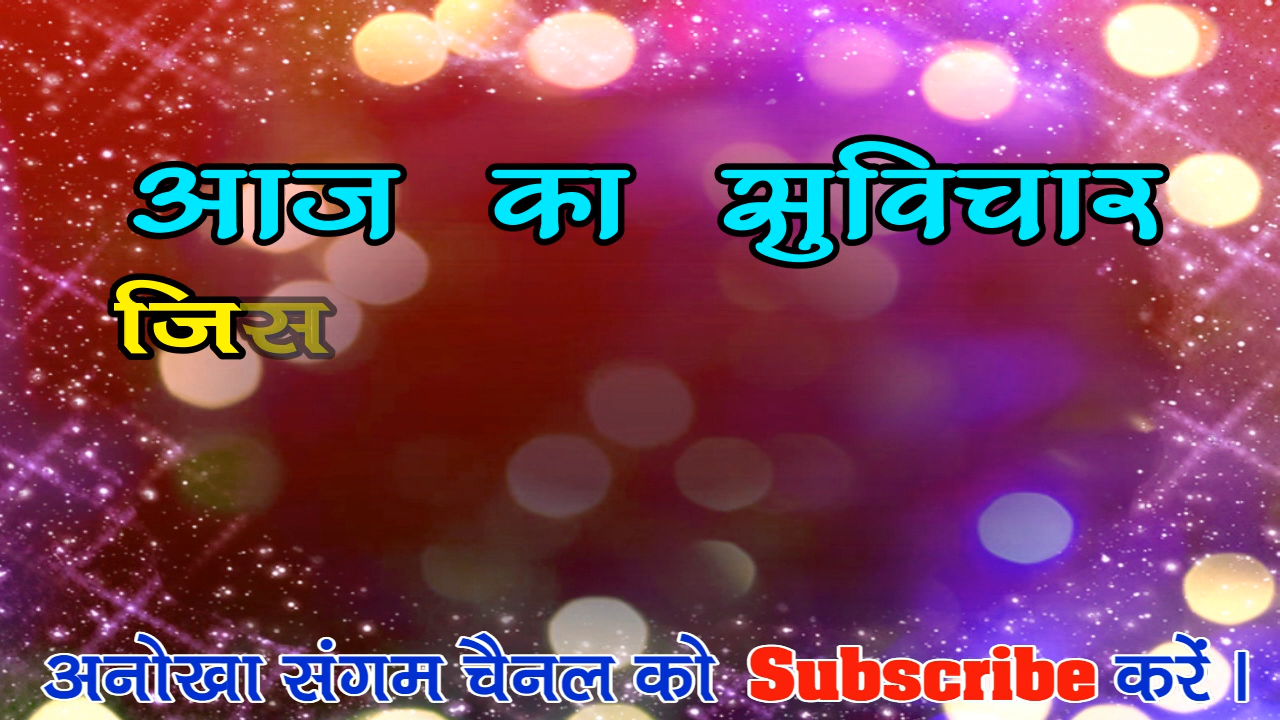 आज का सुविचार
जिस
अनोखा संगम चैनल को Subscribe करें।